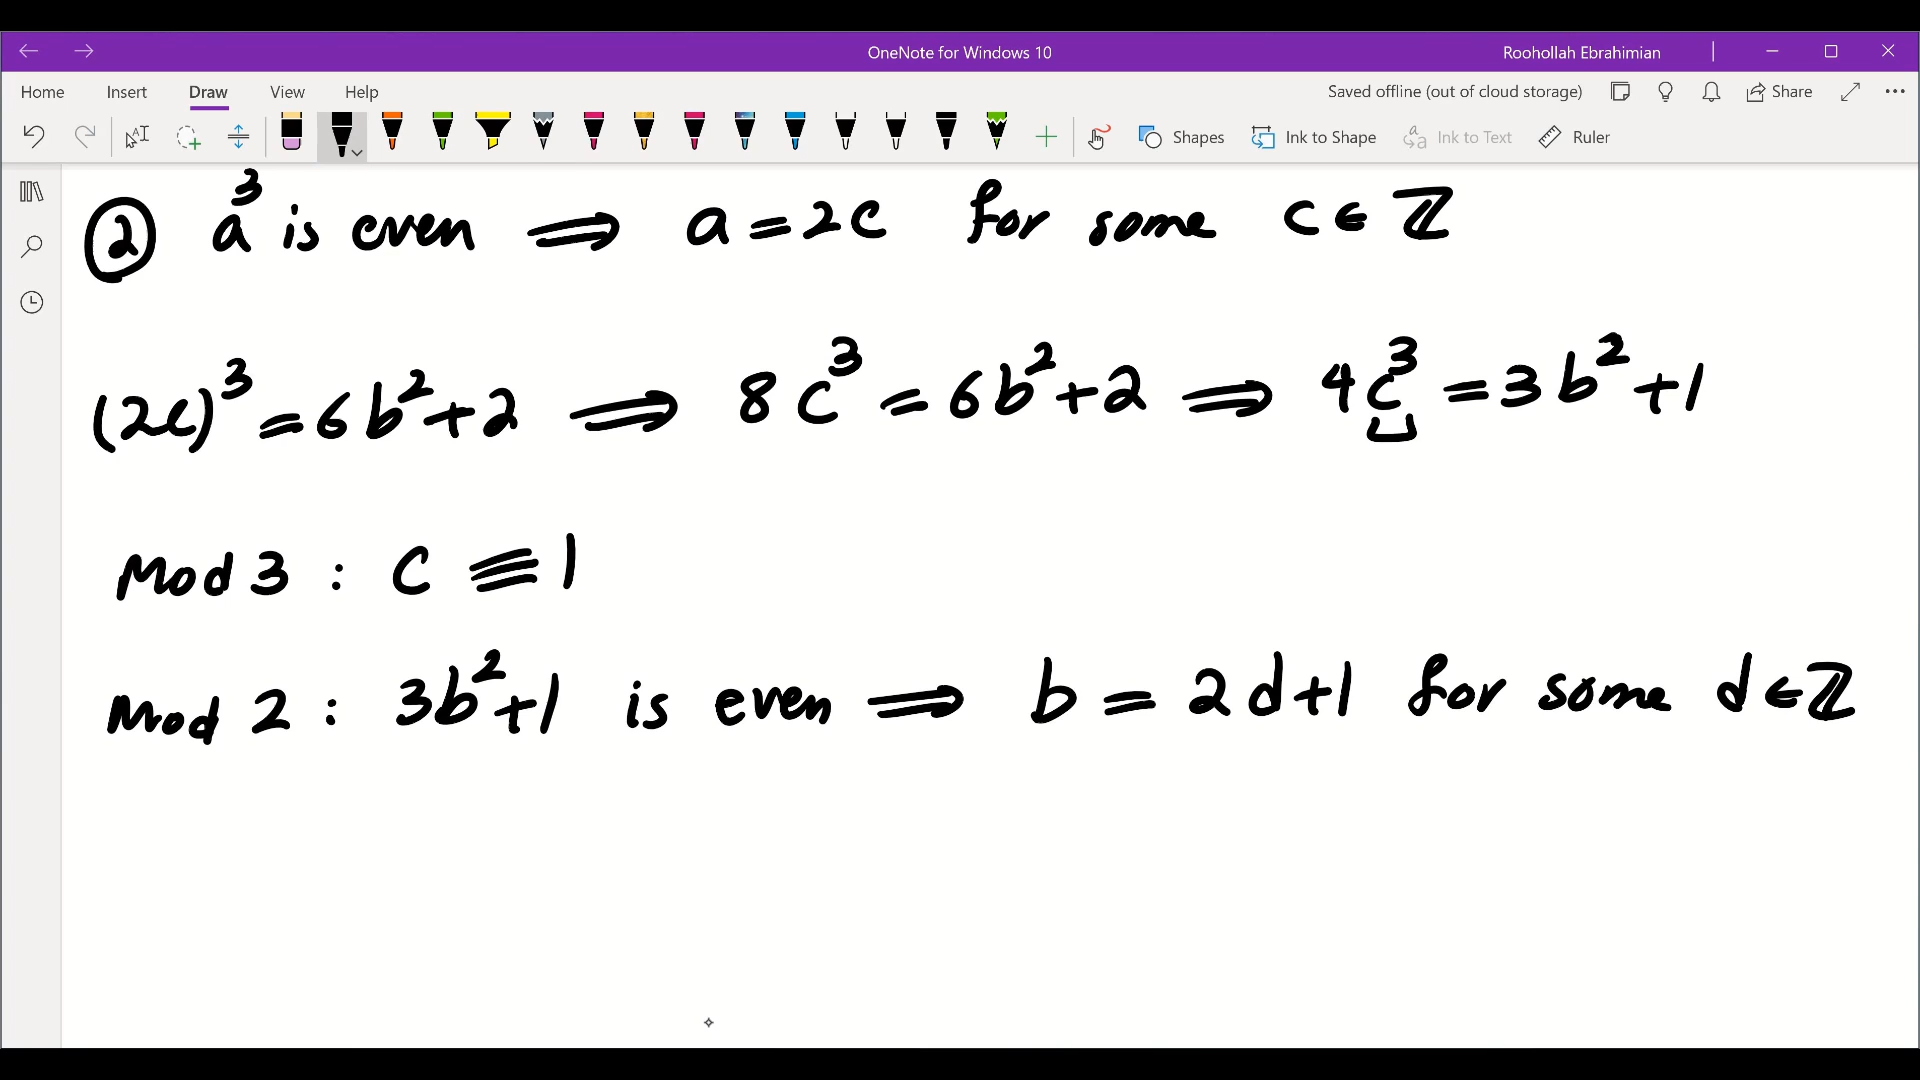 OneNote for Windows 10
Roohollah Ebrahimian
Home Insert Draw View Help
Saved offline (out of cloud storage) Share
Shapes Ink to Shape Ink to Text Ruler
② a³ is even ⟹ a = 2c for some c ∈ ℤ
(2c)³ = 6b² + 2 ⟹ 8c³ = 6b² + 2 ⟹ 4c³ = 3b² + 1
Mod 3 : c ≡ 1
Mod 2 : 3b² + 1 is even ⟹ b = 2d + 1 for some d ∈ ℤ